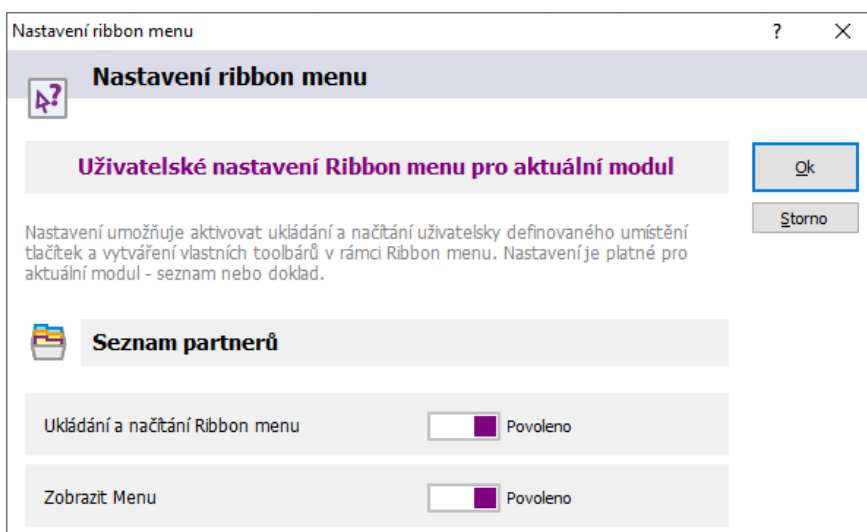 Nastavení ribbon menu
?
Nastavení ribbon menu
?
Uživatelské nastavení Ribbon menu pro aktuální modul
Ok
Storno
Nastavení umožňuje aktivovat ukládání a načítání uživatelsky definovaného umístění
tlačítek a vytváření vlastních toolbárů v rámci Ribbon menu. Nastavení je platné pro
aktuální modul - seznam nebo doklad.
Seznam partnerů
Ukládání a načítání Ribbon menu Povoleno
Zobrazit Menu Povoleno